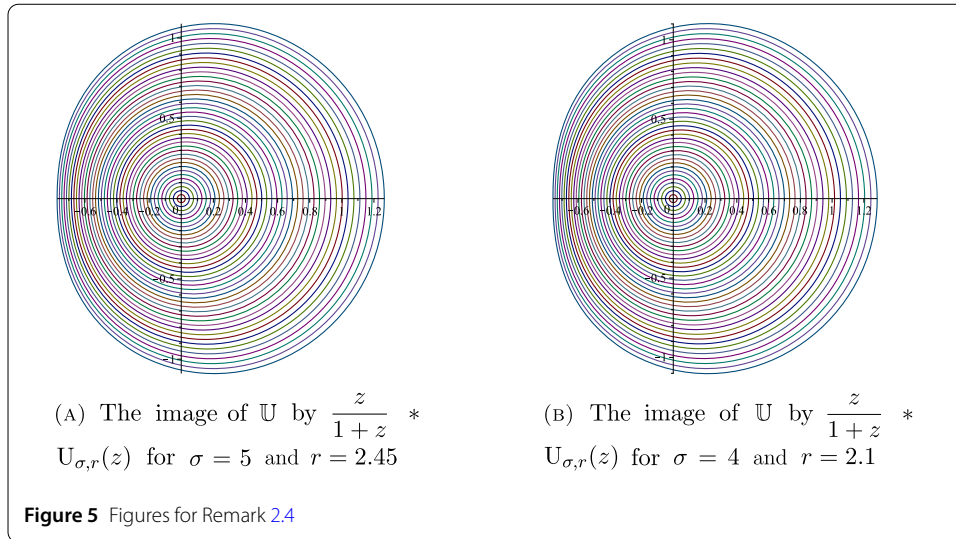 1
0.5
−0.6 −0.4 −0.2 0 0.2 0.4 0.6 0.8 1 1.2
−0.5
−1
1
0.5
−0.6 −0.4 −0.2 0 0.2 0.4 0.6 0.8 1 1.2
−0.5
−1
(A) The image of 𝕌 by z/(1 + z) ∗
U_{σ,r}(z) for σ = 5 and r = 2.45
(B) The image of 𝕌 by z/(1 + z) ∗
U_{σ,r}(z) for σ = 4 and r = 2.1
Figure 5 Figures for Remark 2.4